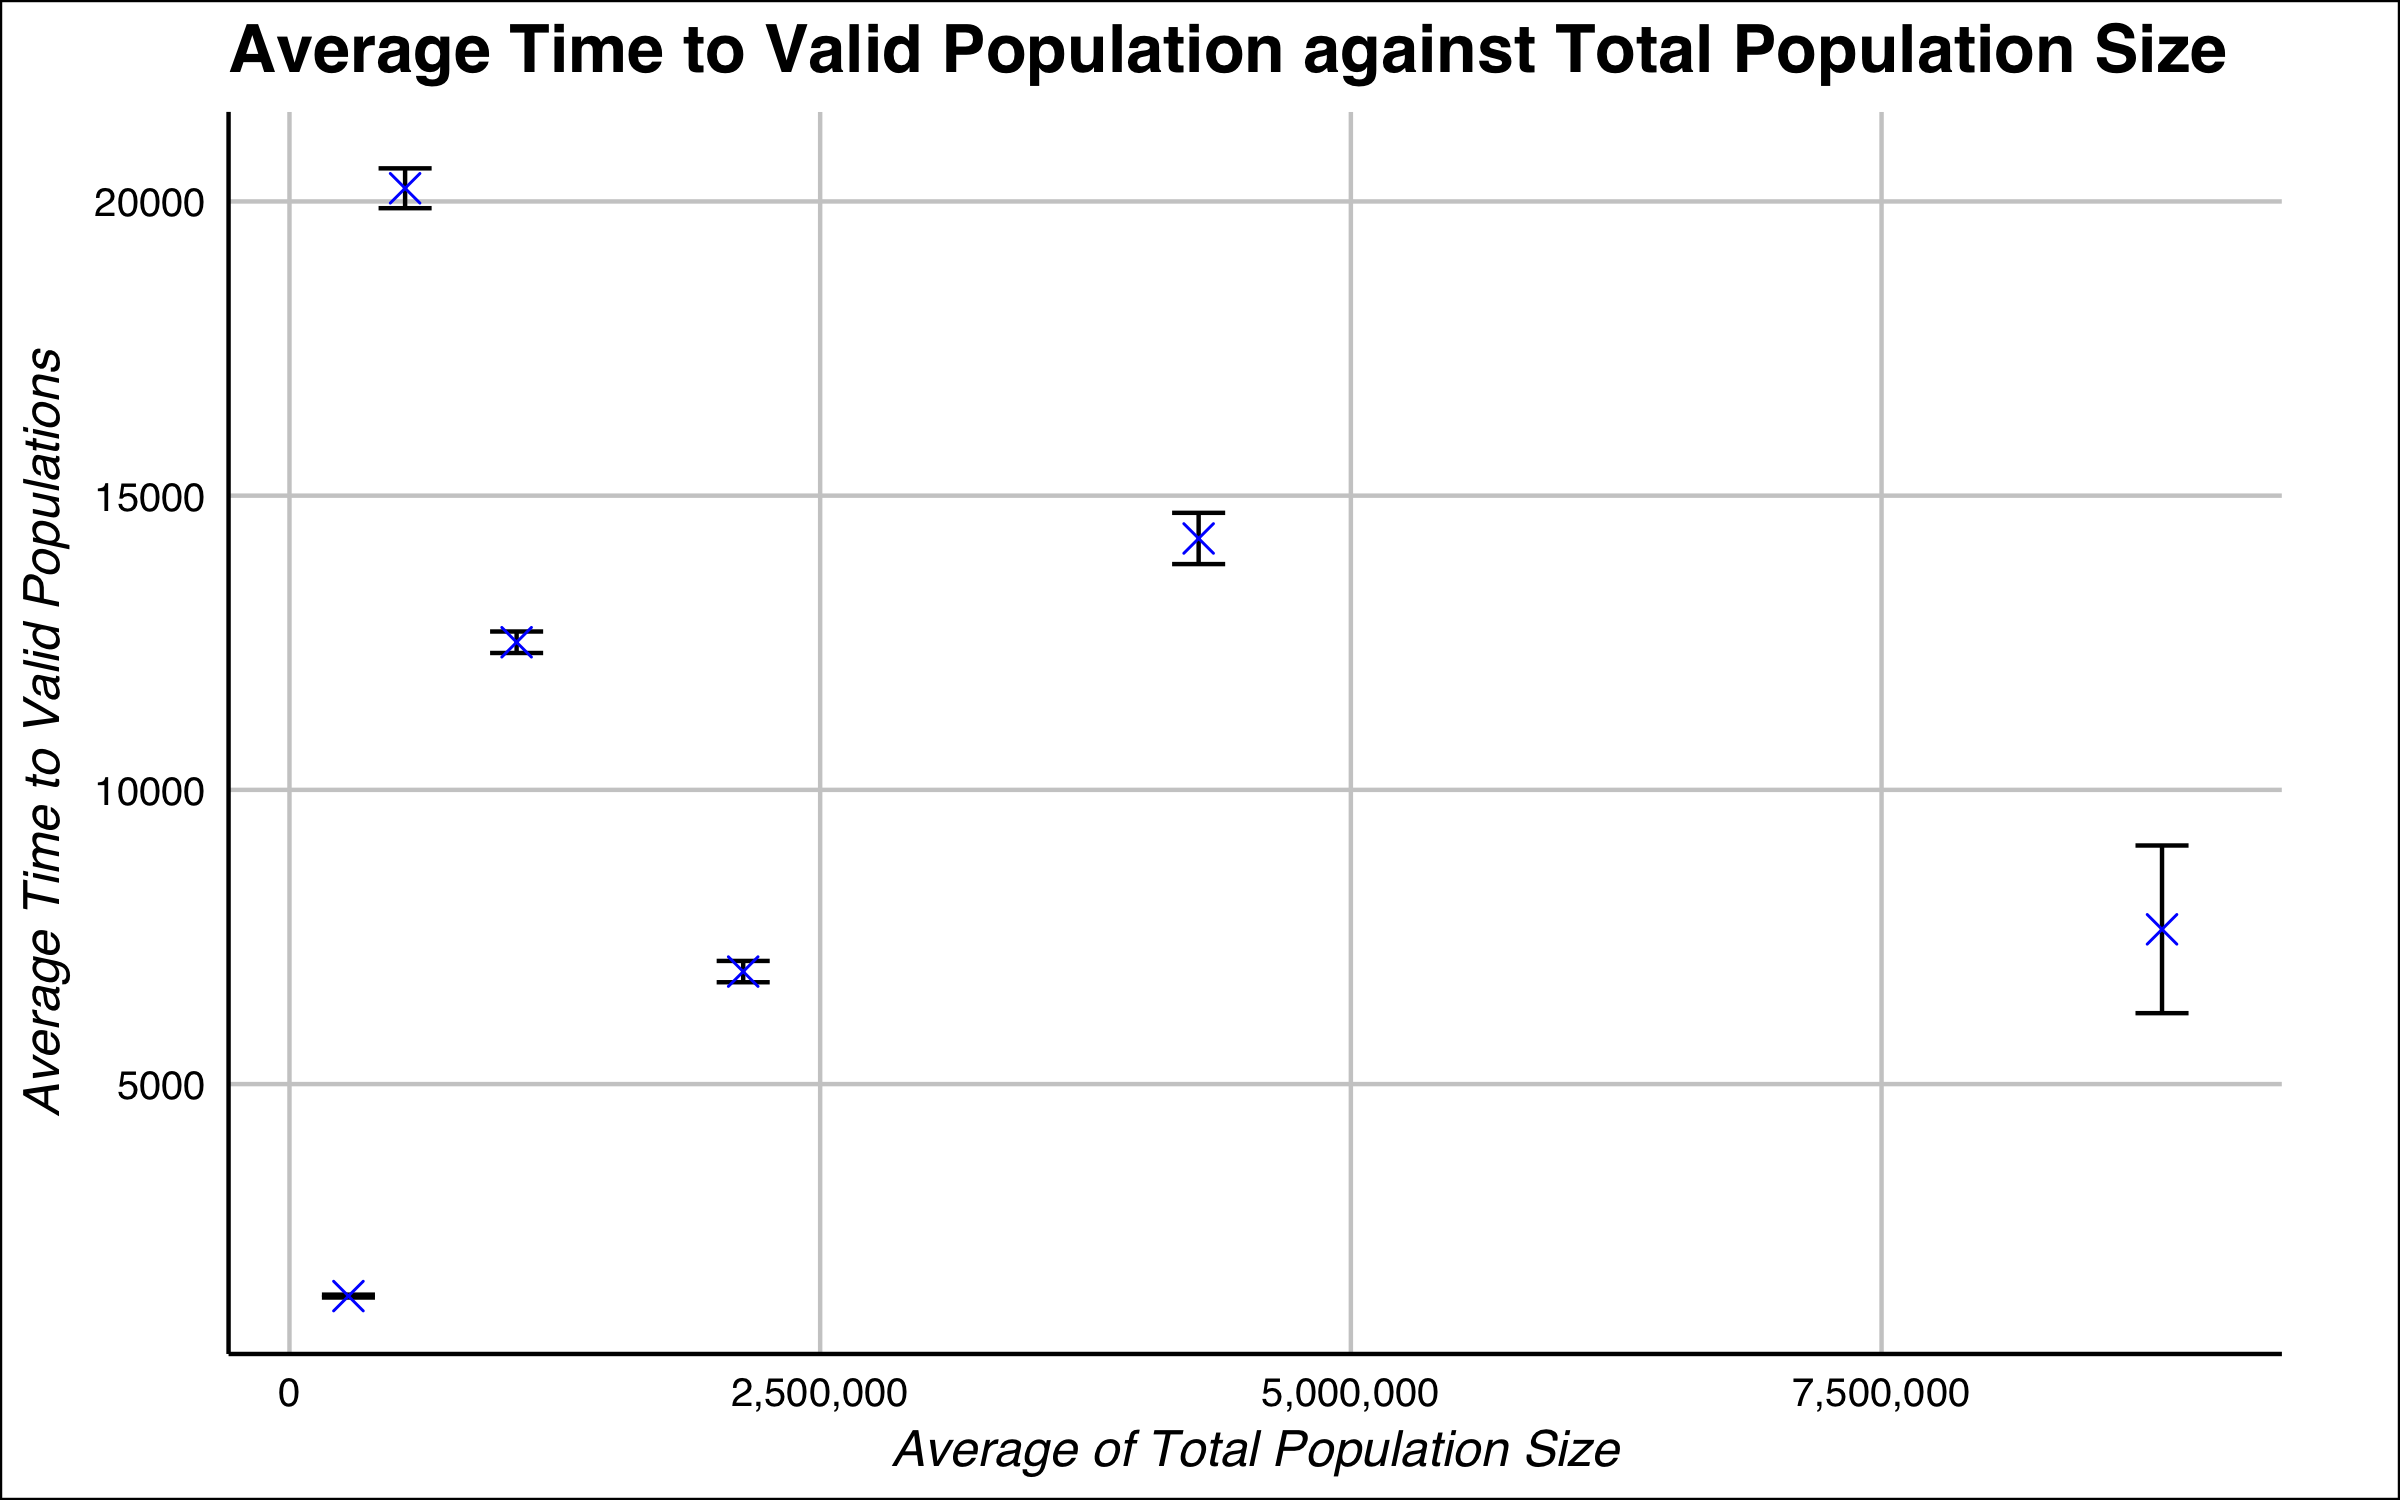 Average Time to Valid Population against Total Population Size
Average Time to Valid Populations
20000
15000
10000
5000
0
2,500,000
5,000,000
7,500,000
Average of Total Population Size